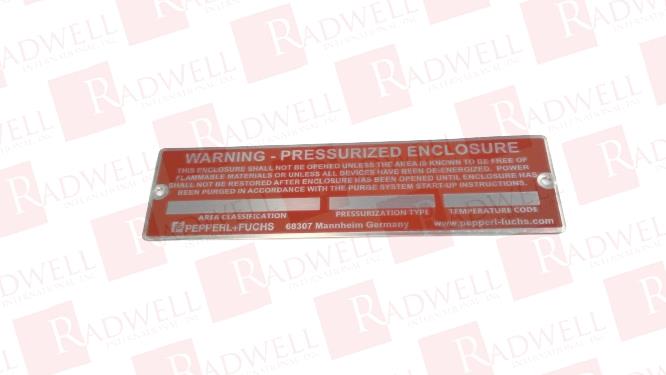 WARNING - PRESSURIZED ENCLOSURE
THIS ENCLOSURE SHALL NOT BE OPENED UNLESS THE AREA IS KNOWN TO BE FREE OF
FLAMMABLE MATERIALS OR UNLESS ALL DEVICES HAVE BEEN DE-ENERGIZED. POWER
SHALL NOT BE RESTORED AFTER ENCLOSURE HAS BEEN OPENED UNTIL ENCLOSURE HAS
BEEN PURGED IN ACCORDANCE WITH THE PURGE SYSTEM START-UP INSTRUCTIONS.
AREA CLASSIFICATION PRESSURIZATION TYPE TEMPERATURE CODE
PEPPERL+FUCHS 68307 Mannheim Germany www.pepperl-fuchs.com
RADWELL
INTERNATIONAL, INC.